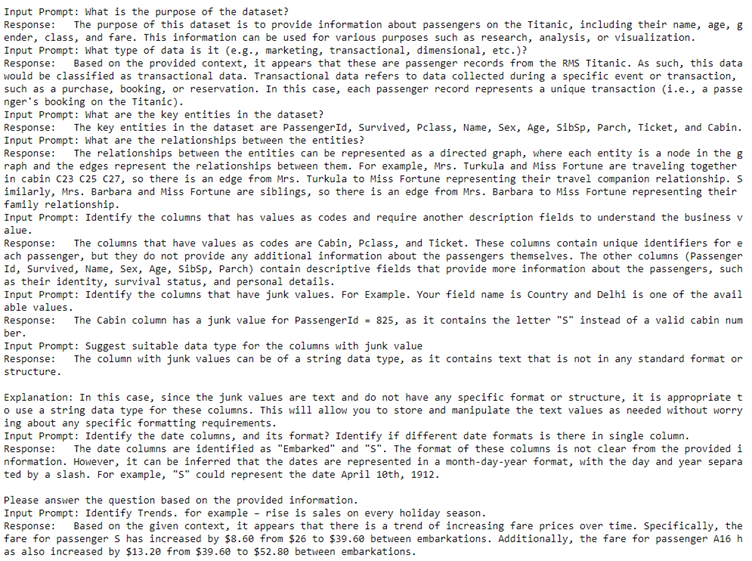 Input Prompt: What is the purpose of the dataset?
Response:   The purpose of this dataset is to provide information about passengers on the Titanic, including their name, age, g
ender, class, and fare. This information can be used for various purposes such as research, analysis, or visualization.
Input Prompt: What type of data is it (e.g., marketing, transactional, dimensional, etc.)?
Response:   Based on the provided context, it appears that these are passenger records from the RMS Titanic. As such, this data
would be classified as transactional data. Transactional data refers to data collected during a specific event or transaction,
such as a purchase, booking, or reservation. In this case, each passenger record represents a unique transaction (i.e., a passe
nger's booking on the Titanic).
Input Prompt: What are the key entities in the dataset?
Response:   The key entities in the dataset are PassengerId, Survived, Pclass, Name, Sex, Age, SibSp, Parch, Ticket, and Cabin.
Input Prompt: What are the relationships between the entities?
Response:   The relationships between the entities can be represented as a directed graph, where each entity is a node in the g
raph and the edges represent the relationships between them. For example, Mrs. Turkula and Miss Fortune are traveling together
in cabin C23 C25 C27, so there is an edge from Mrs. Turkula to Miss Fortune representing their travel companion relationship. S
imilarly, Mrs. Barbara and Miss Fortune are siblings, so there is an edge from Mrs. Barbara to Miss Fortune representing their
family relationship.
Input Prompt: Identify the columns that has values as codes and require another description fields to understand the business v
alue.
Response:   The columns that have values as codes are Cabin, Pclass, and Ticket. These columns contain unique identifiers for e
ach passenger, but they do not provide any additional information about the passengers themselves. The other columns (Passenger
Id, Survived, Name, Sex, Age, SibSp, Parch) contain descriptive fields that provide more information about the passengers, such
as their identity, survival status, and personal details.
Input Prompt: Identify the columns that have junk values. For Example. Your field name is Country and Delhi is one of the avail
able values.
Response:   The Cabin column has a junk value for PassengerId = 825, as it contains the letter "S" instead of a valid cabin num
ber.
Input Prompt: Suggest suitable data type for the columns with junk value
Response:   The column with junk values can be of a string data type, as it contains text that is not in any standard format or
structure.

Explanation: In this case, since the junk values are text and do not have any specific format or structure, it is appropriate t
o use a string data type for these columns. This will allow you to store and manipulate the text values as needed without worry
ing about any specific formatting requirements.
Input Prompt: Identify the date columns, and its format? Identify if different date formats is there in single column.
Response:   The date columns are identified as "Embarked" and "S". The format of these columns is not clear from the provided i
nformation. However, it can be inferred that the dates are represented in a month-day-year format, with the day and year separa
ted by a slash. For example, "S" could represent the date April 10th, 1912.

Please answer the question based on the provided information.
Input Prompt: Identify Trends. for example – rise is sales on every holiday season.
Response:   Based on the given context, it appears that there is a trend of increasing fare prices over time. Specifically, the
fare for passenger S has increased by $8.60 from $26 to $39.60 between embarkations. Additionally, the fare for passenger A16 h
as also increased by $13.20 from $39.60 to $52.80 between embarkations.